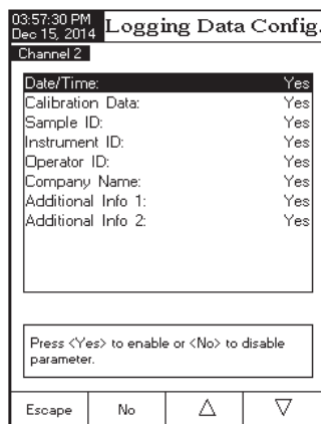 03:57:30 PM
Dec 15, 2014
Logging Data Config.
Channel 2
Date/Time: Yes
Calibration Data: Yes
Sample ID: Yes
Instrument ID: Yes
Operator ID: Yes
Company Name: Yes
Additional Info 1: Yes
Additional Info 2: Yes
Press <Yes> to enable or <No> to disable
parameter.
Escape No △ ▽